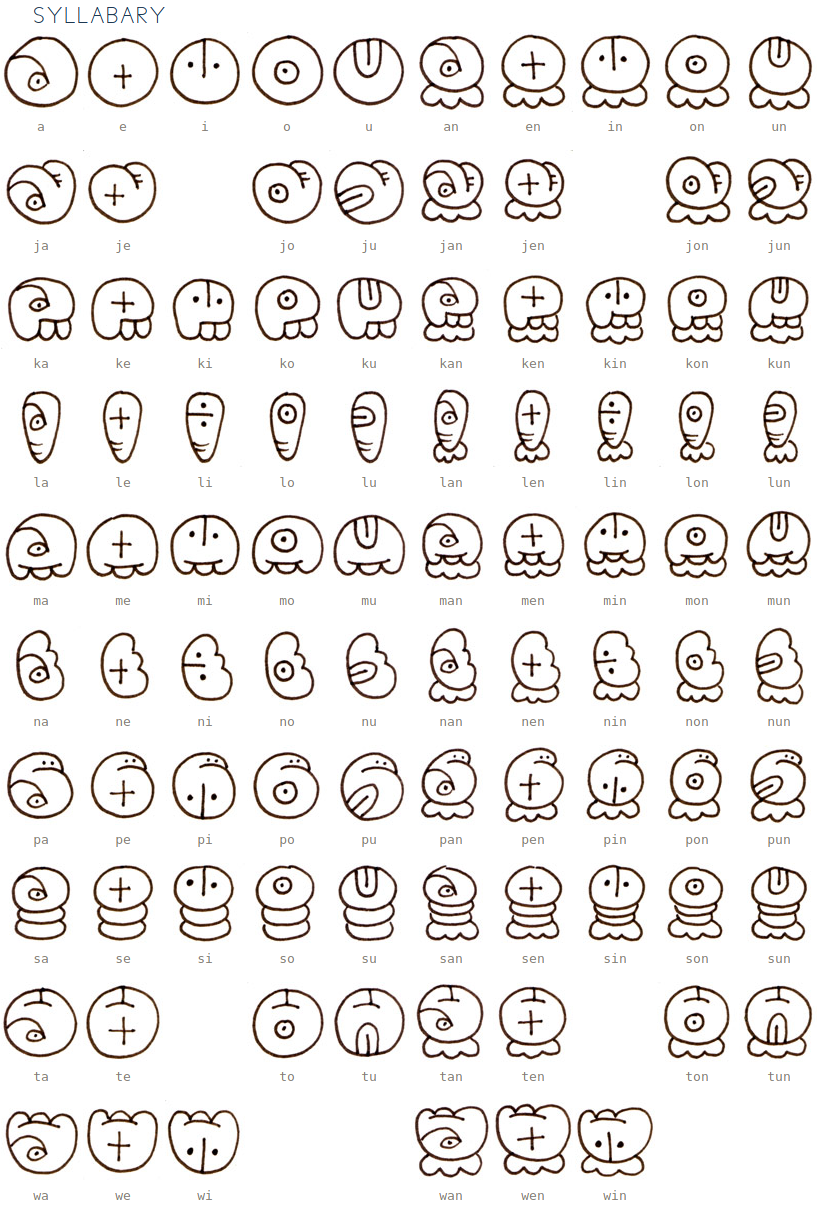 SYLLABARY
a e i o u an en in on un
ja je jo ju jan jen jon jun
ka ke ki ko ku kan ken kin kon kun
la le li lo lu lan len lin lon lun
ma me mi mo mu man men min mon mun
na ne ni no nu nan nen nin non nun
pa pe pi po pu pan pen pin pon pun
sa se si so su san sen sin son sun
ta te to tu tan ten ton tun
wa we wi wan wen win